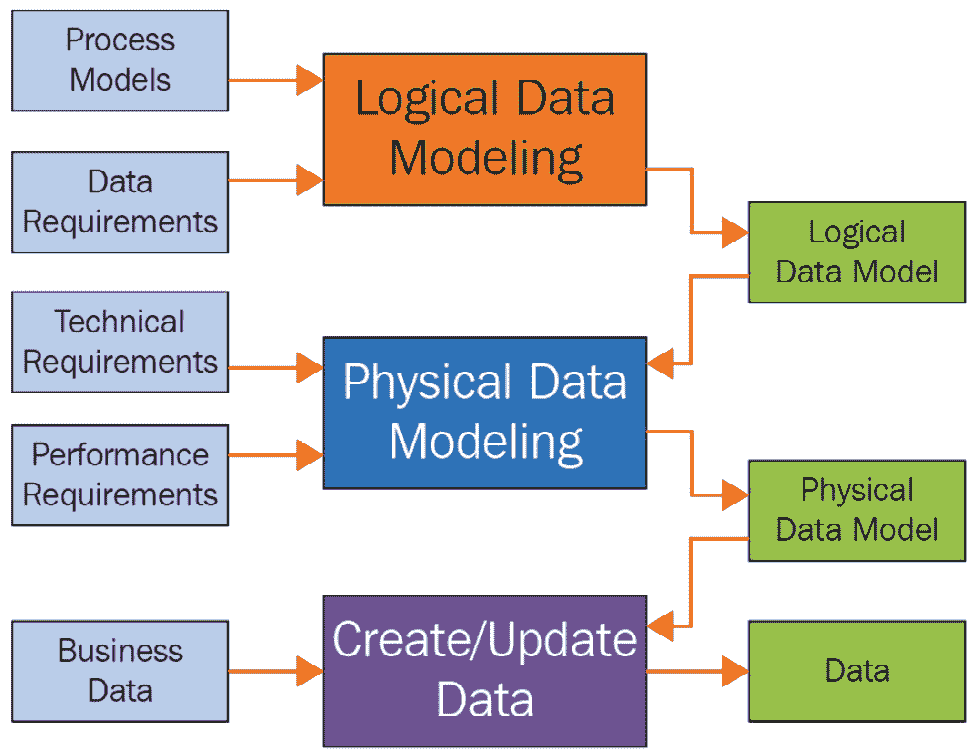 Process
Models
Logical Data
Modeling
Data
Requirements
Logical
Data Model
Technical
Requirements
Physical Data
Modeling
Performance
Requirements
Physical
Data Model
Business
Data
Create/Update
Data
Data